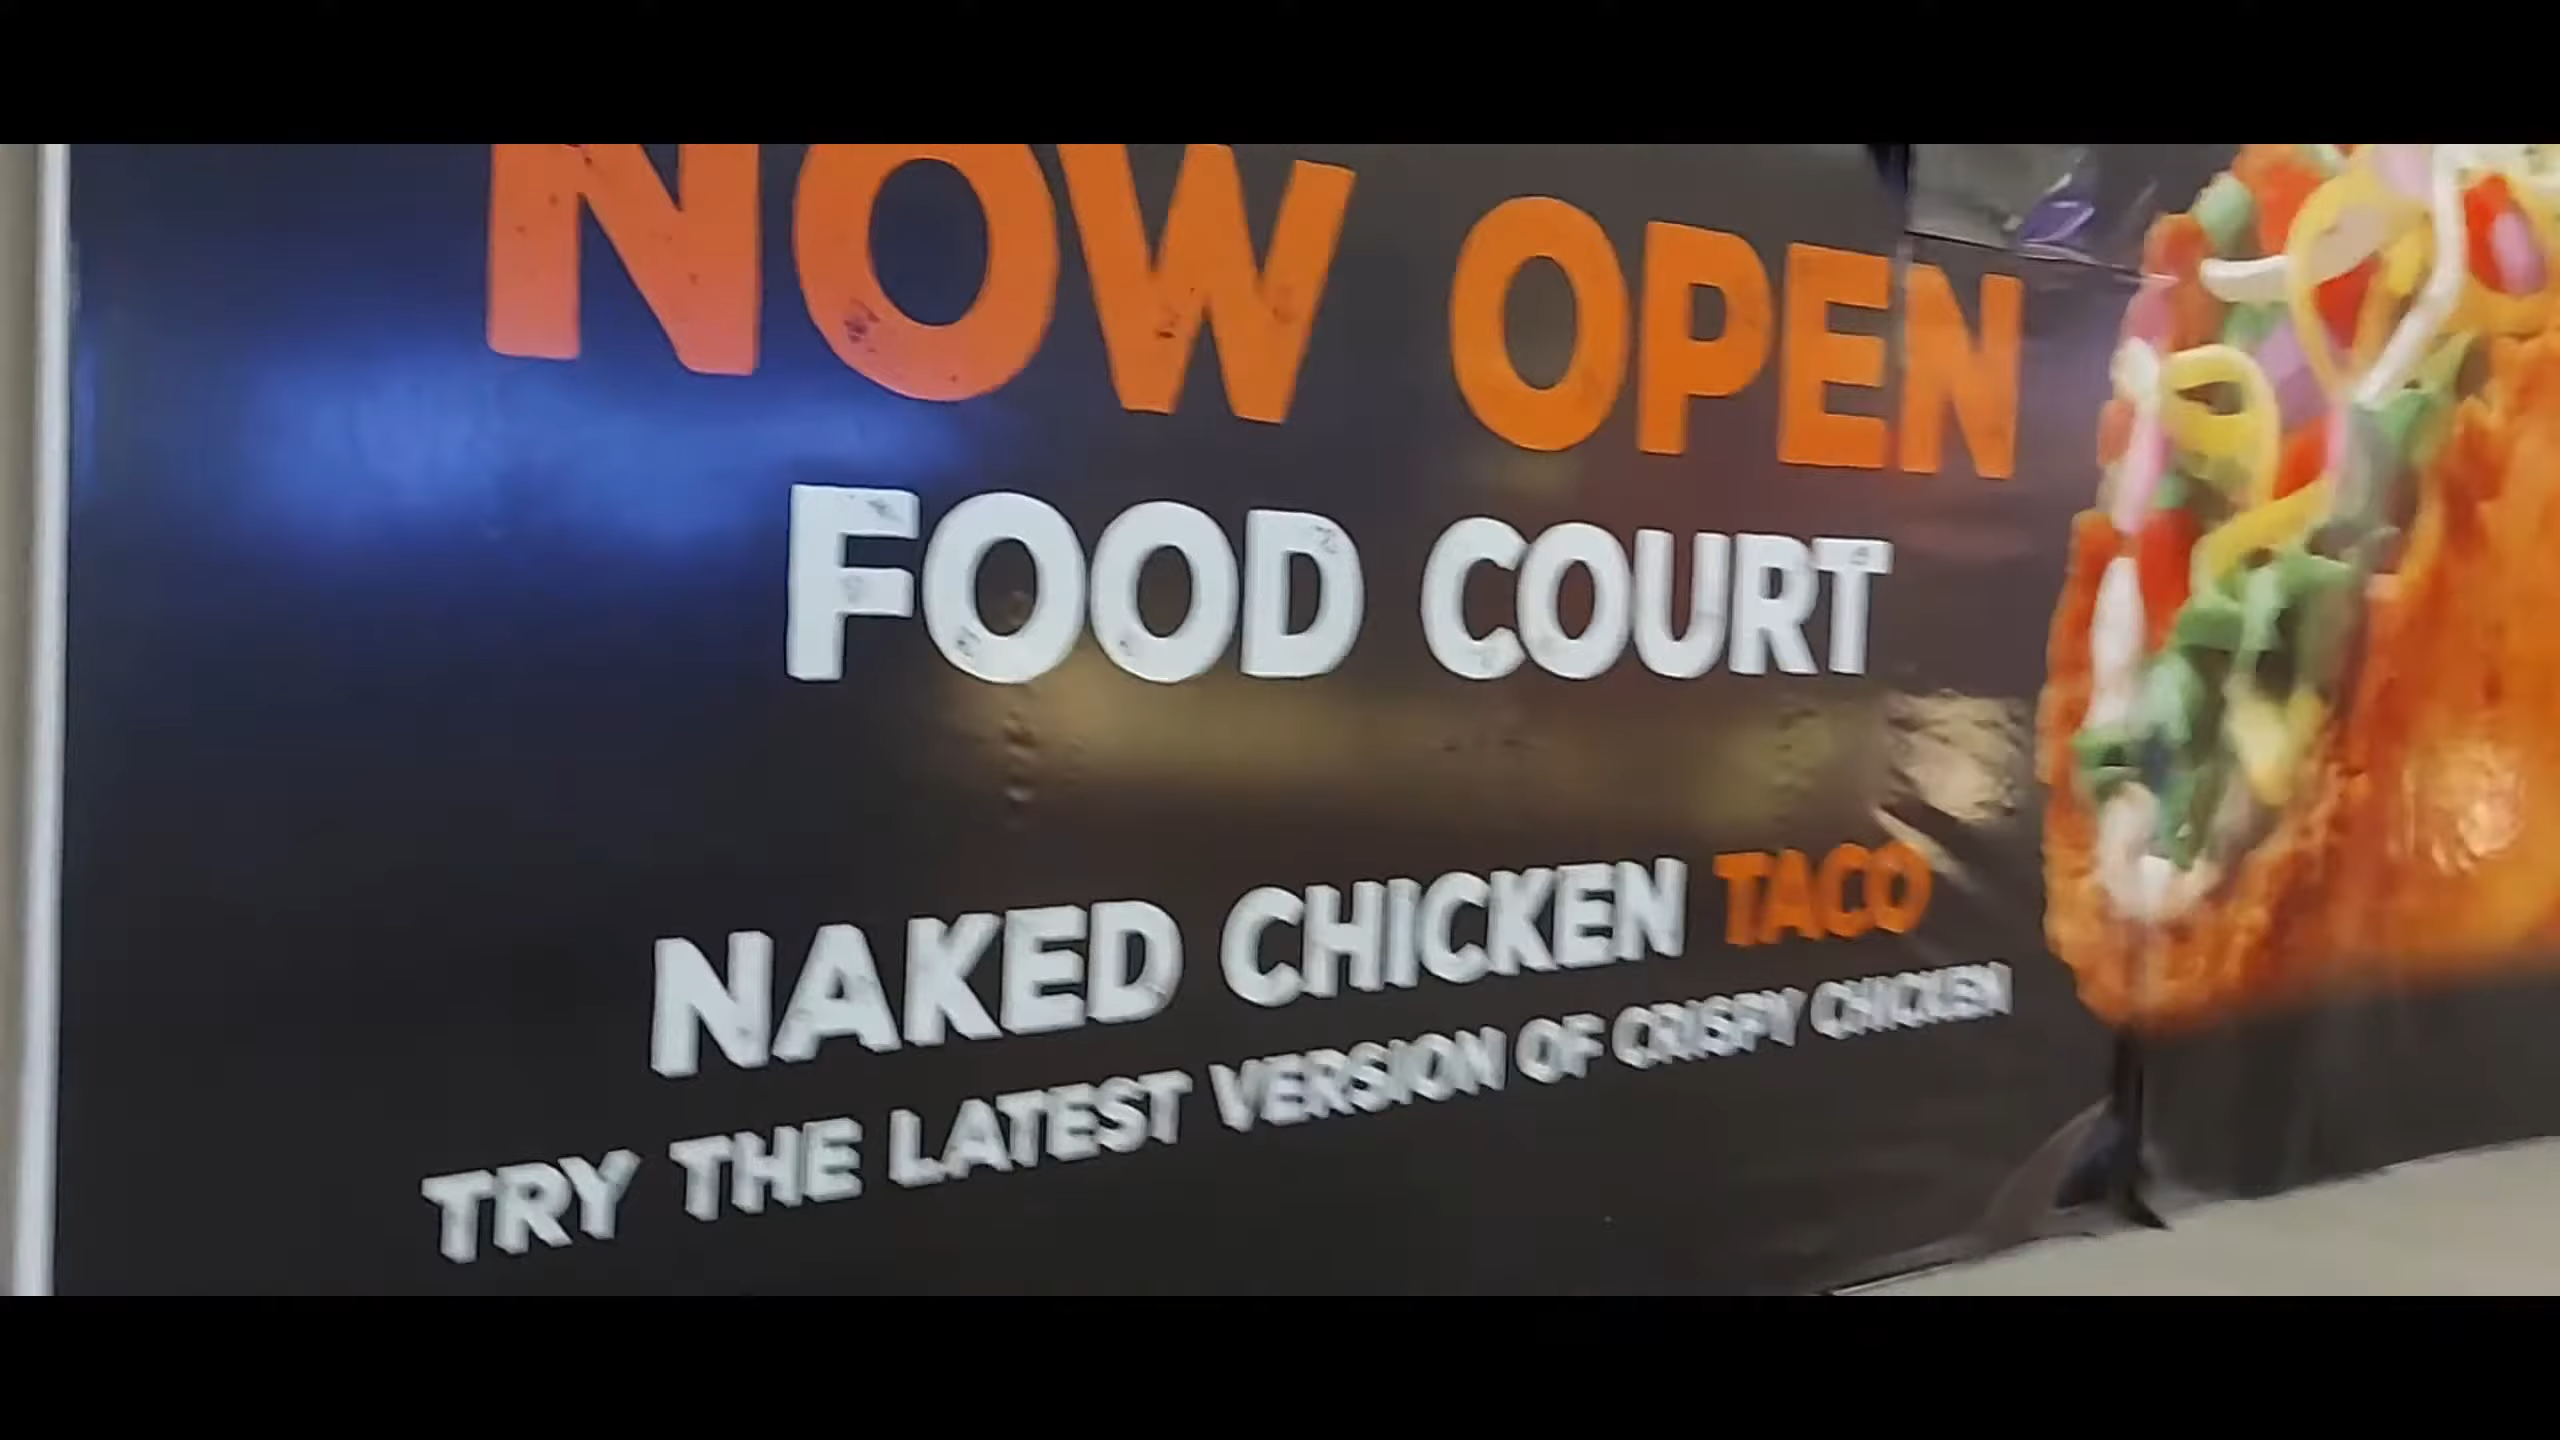 NOW OPEN
FOOD COURT
NAKED CHICKEN TACO
TRY THE LATEST VERSION OF CRISPY CHICKEN